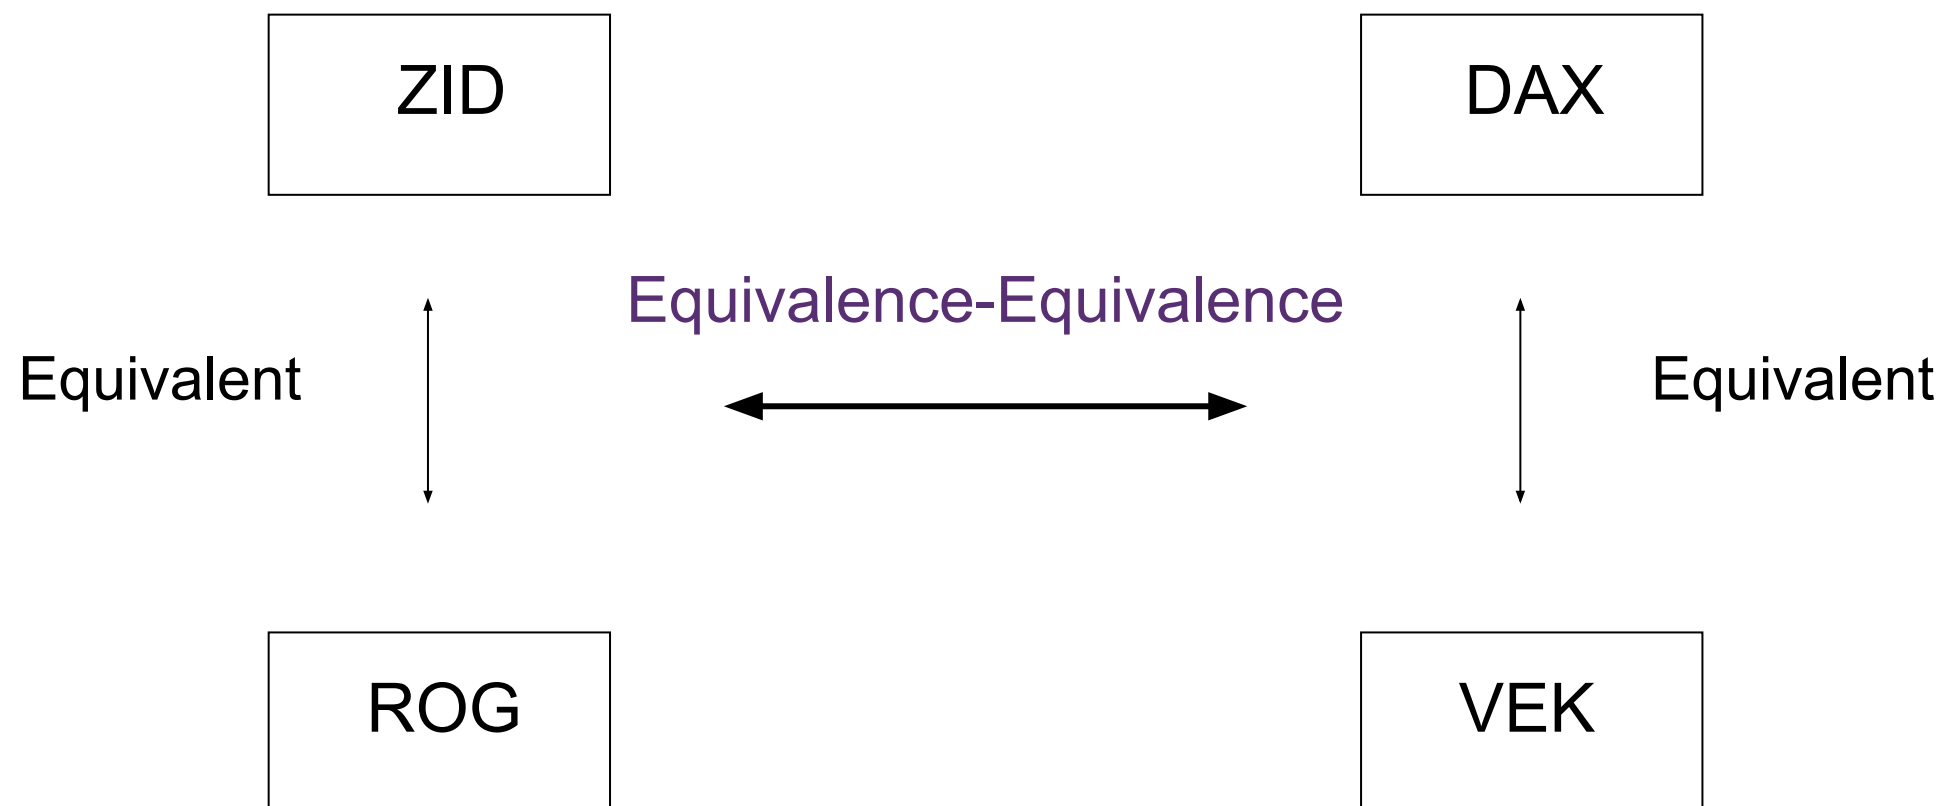 ZID
DAX
Equivalence-Equivalence
Equivalent
Equivalent
ROG
VEK